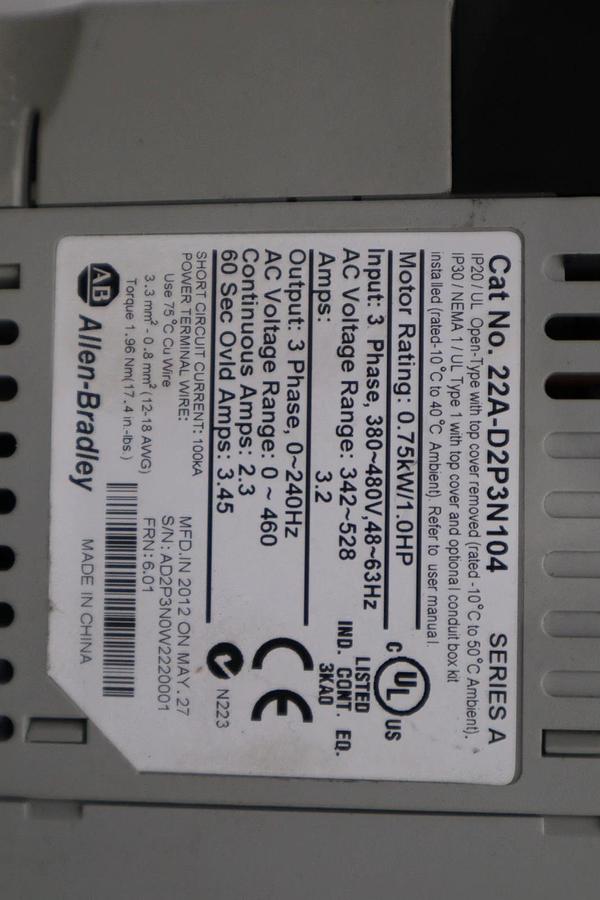 Cat No. 22A-D2P3N104 SERIES A
IP20 / UL Open-Type with top cover removed (rated -10°C to 50°C Ambient).
IP30 / NEMA 1 / UL Type 1 with top cover and optional conduit box kit
installed (rated-10°C to 40°C Ambient). Refer to user manual.
Motor Rating: 0.75kW/1.0HP
Input: 3 Phase, 380~480V,48~63Hz
AC Voltage Range: 342~528
Amps: 3.2
Output: 3 Phase, 0~240Hz
AC Voltage Range: 0 ~ 460
Continuous Amps: 2.3
60 Sec Ovld Amps: 3.45
C UL US
LISTED
IND. CONT. EQ.
3KA0
CE
N223
SHORT CIRCUIT CURRENT: 100kA
POWER TERMINAL WIRE:
Use 75°C Cu Wire
3.3 mm² - 0.8 mm² (12-18 AWG)
Torque 1.96 Nm(17.4 in.-lbs.)
MFD.IN 2012 ON MAY.27
S/N:AD2P3N0W2220001
FRN:6.01
AB Allen-Bradley
MADE IN CHINA